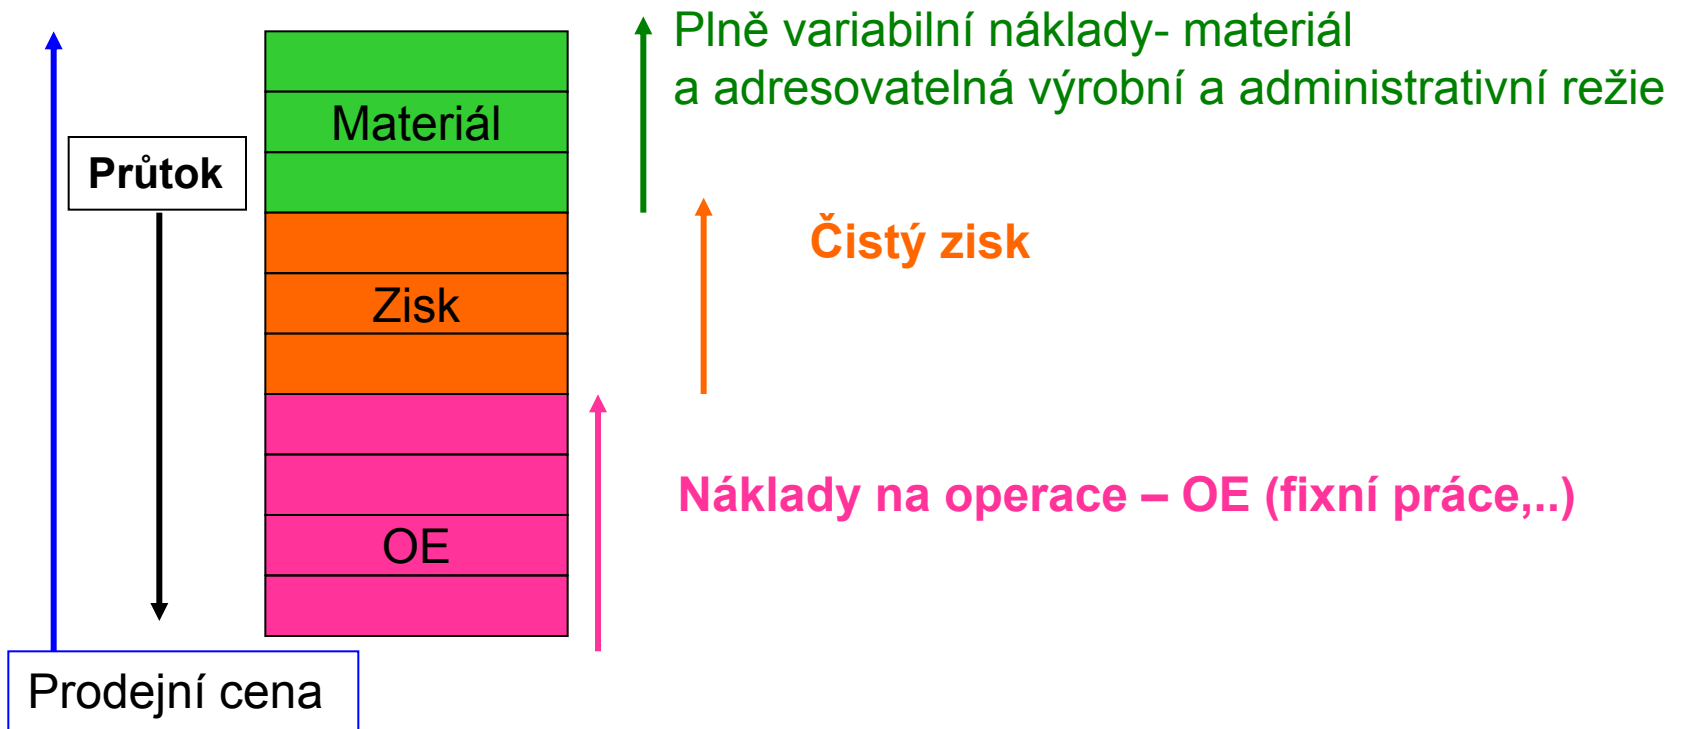 Plně variabilní náklady- materiál
a adresovatelná výrobní a administrativní režie
Materiál
Průtok
Čistý zisk
Zisk
Náklady na operace – OE (fixní práce,..)
OE
Prodejní cena